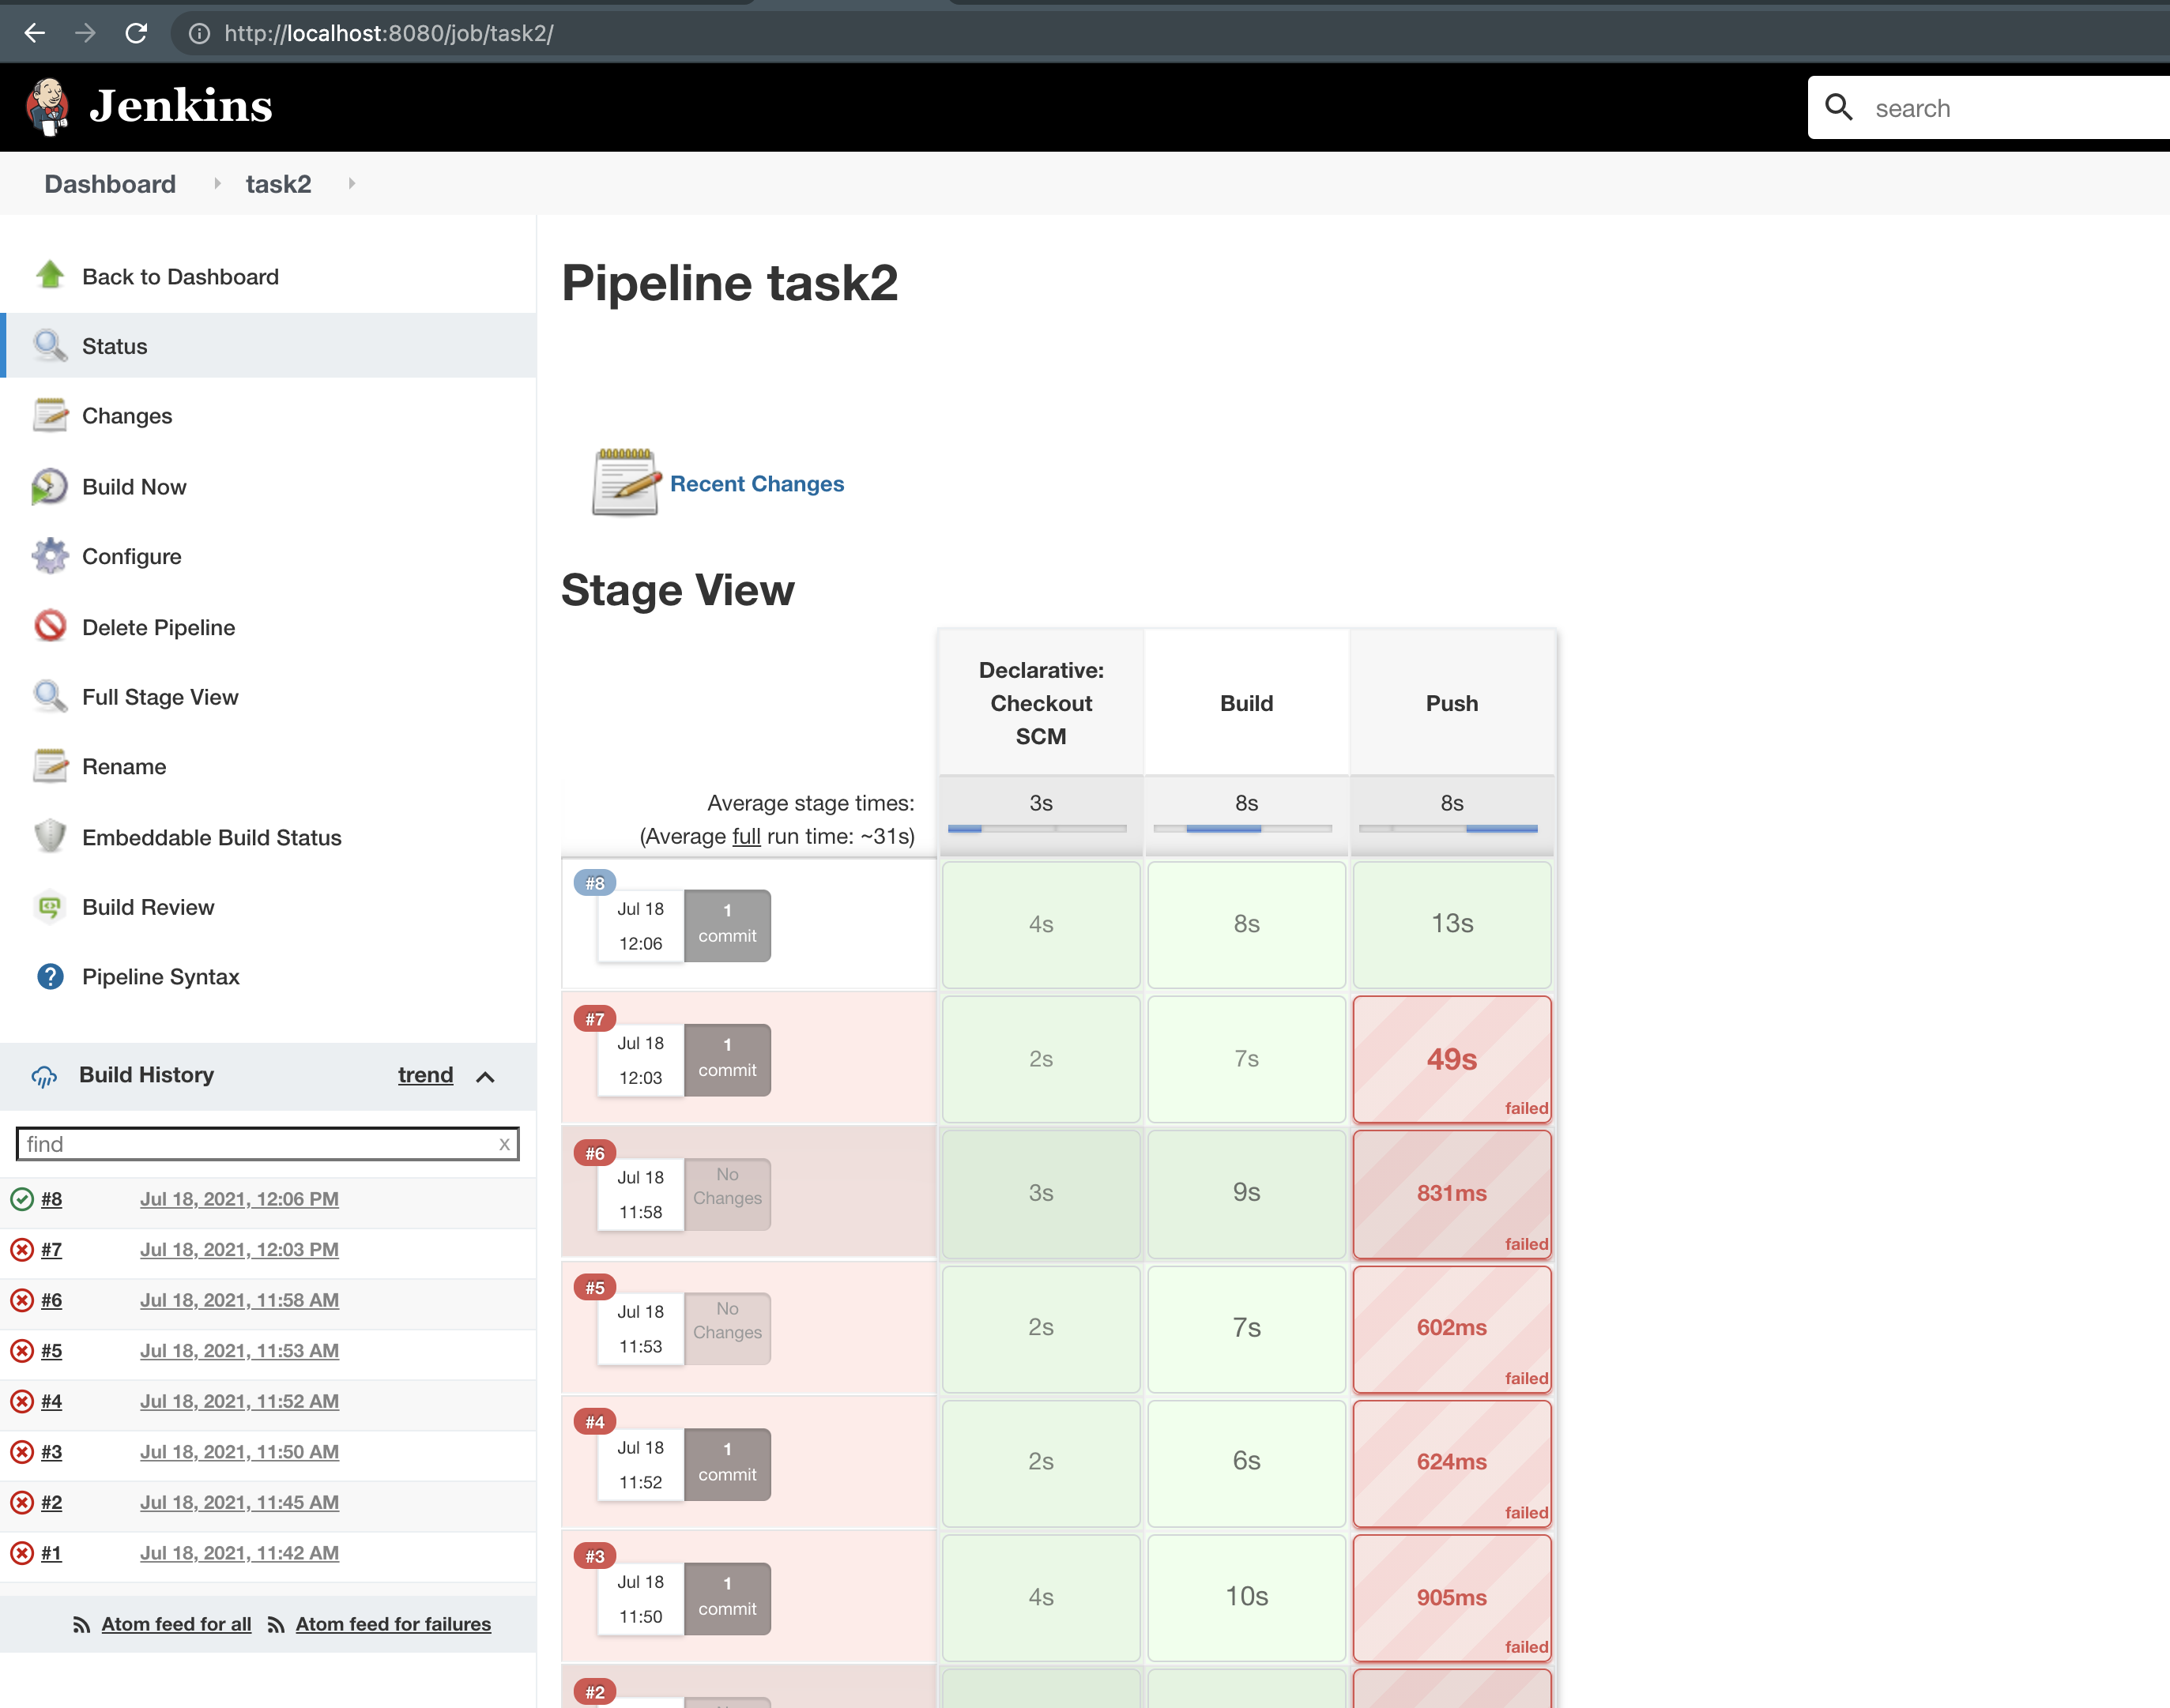 http://localhost:8080/job/task2/
Jenkins
search
Dashboard
task2
Back to Dashboard
Status
Changes
Build Now
Configure
Delete Pipeline
Full Stage View
Rename
Embeddable Build Status
Build Review
Pipeline Syntax
Build History
trend
find
x
#8 Jul 18, 2021, 12:06 PM
#7 Jul 18, 2021, 12:03 PM
#6 Jul 18, 2021, 11:58 AM
#5 Jul 18, 2021, 11:53 AM
#4 Jul 18, 2021, 11:52 AM
#3 Jul 18, 2021, 11:50 AM
#2 Jul 18, 2021, 11:45 AM
#1 Jul 18, 2021, 11:42 AM
Atom feed for all
Atom feed for failures
Pipeline task2
Recent Changes
Stage View
Declarative:
Checkout
SCM
Build
Push
Average stage times:
(Average full run time: ~31s)
3s
8s
8s
#8
Jul 18
12:06
1
commit
4s
8s
13s
#7
Jul 18
12:03
1
commit
2s
7s
49s
failed
#6
Jul 18
11:58
No
Changes
3s
9s
831ms
failed
#5
Jul 18
11:53
No
Changes
2s
7s
602ms
failed
#4
Jul 18
11:52
1
commit
2s
6s
624ms
failed
#3
Jul 18
11:50
1
commit
4s
10s
905ms
failed
#2